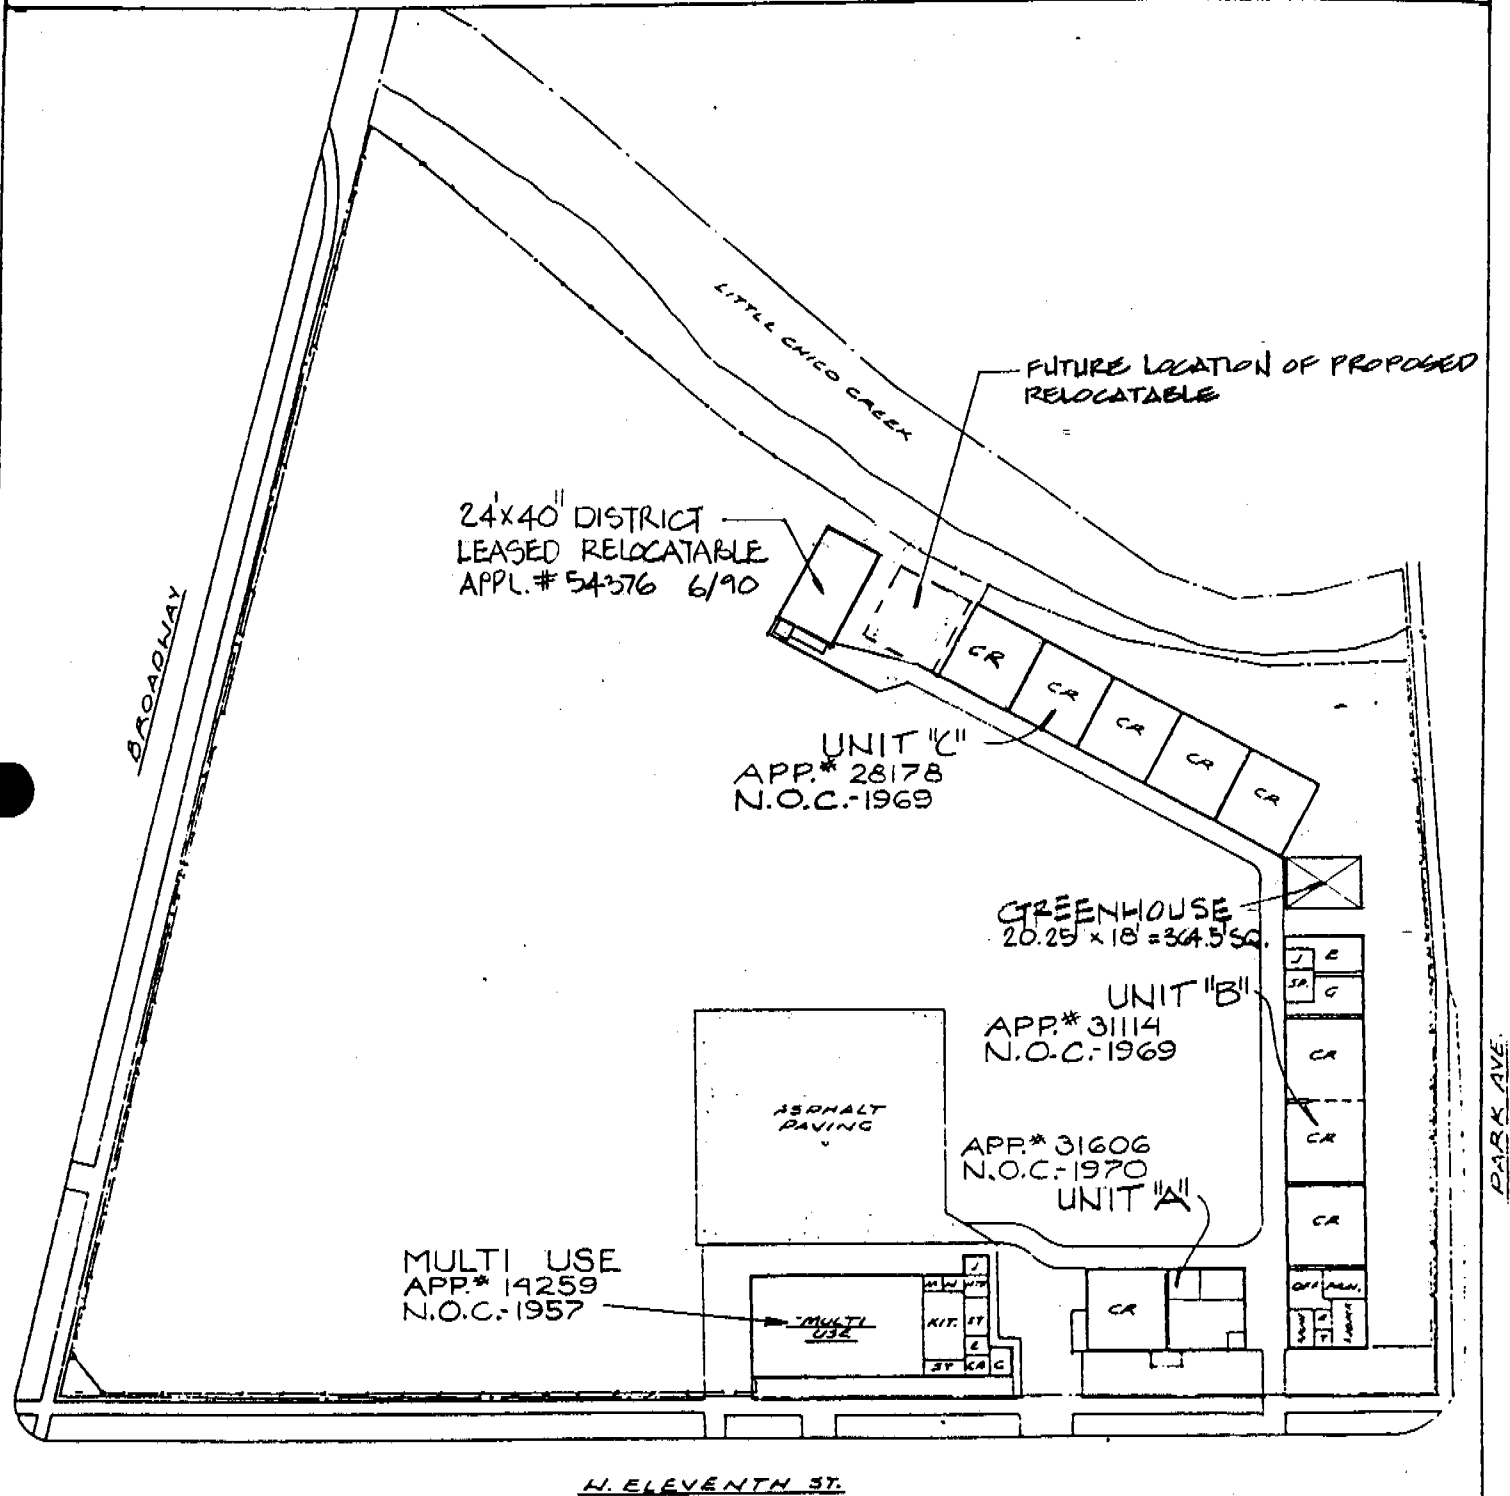 LITTLE CHICO CREEK
FUTURE LOCATION OF PROPOSED
RELOCATABLE
24'X40" DISTRICT
LEASED RELOCATABLE
APPL.# 54376 6/90
BROADWAY
CR
CR
CR
CR
CR
UNIT "C"
APP.# 28178
N.O.C.-1969
GREENHOUSE
20.25' x 18' = 364.5 SQ.
J
B
SP.
G
UNIT "B"
APP.# 31114
N.O.C.-1969
CR
CR
CR
PARK AVE.
ASPHALT
PAVING
APP.# 31606
N.O.C.-1970
UNIT "A"
CR
MULTI USE
APP.# 14259
N.O.C.-1957
MULTI
USE
J
M
W
KIT.
ST
E
ST
G
OFF
W. ELEVENTH ST.